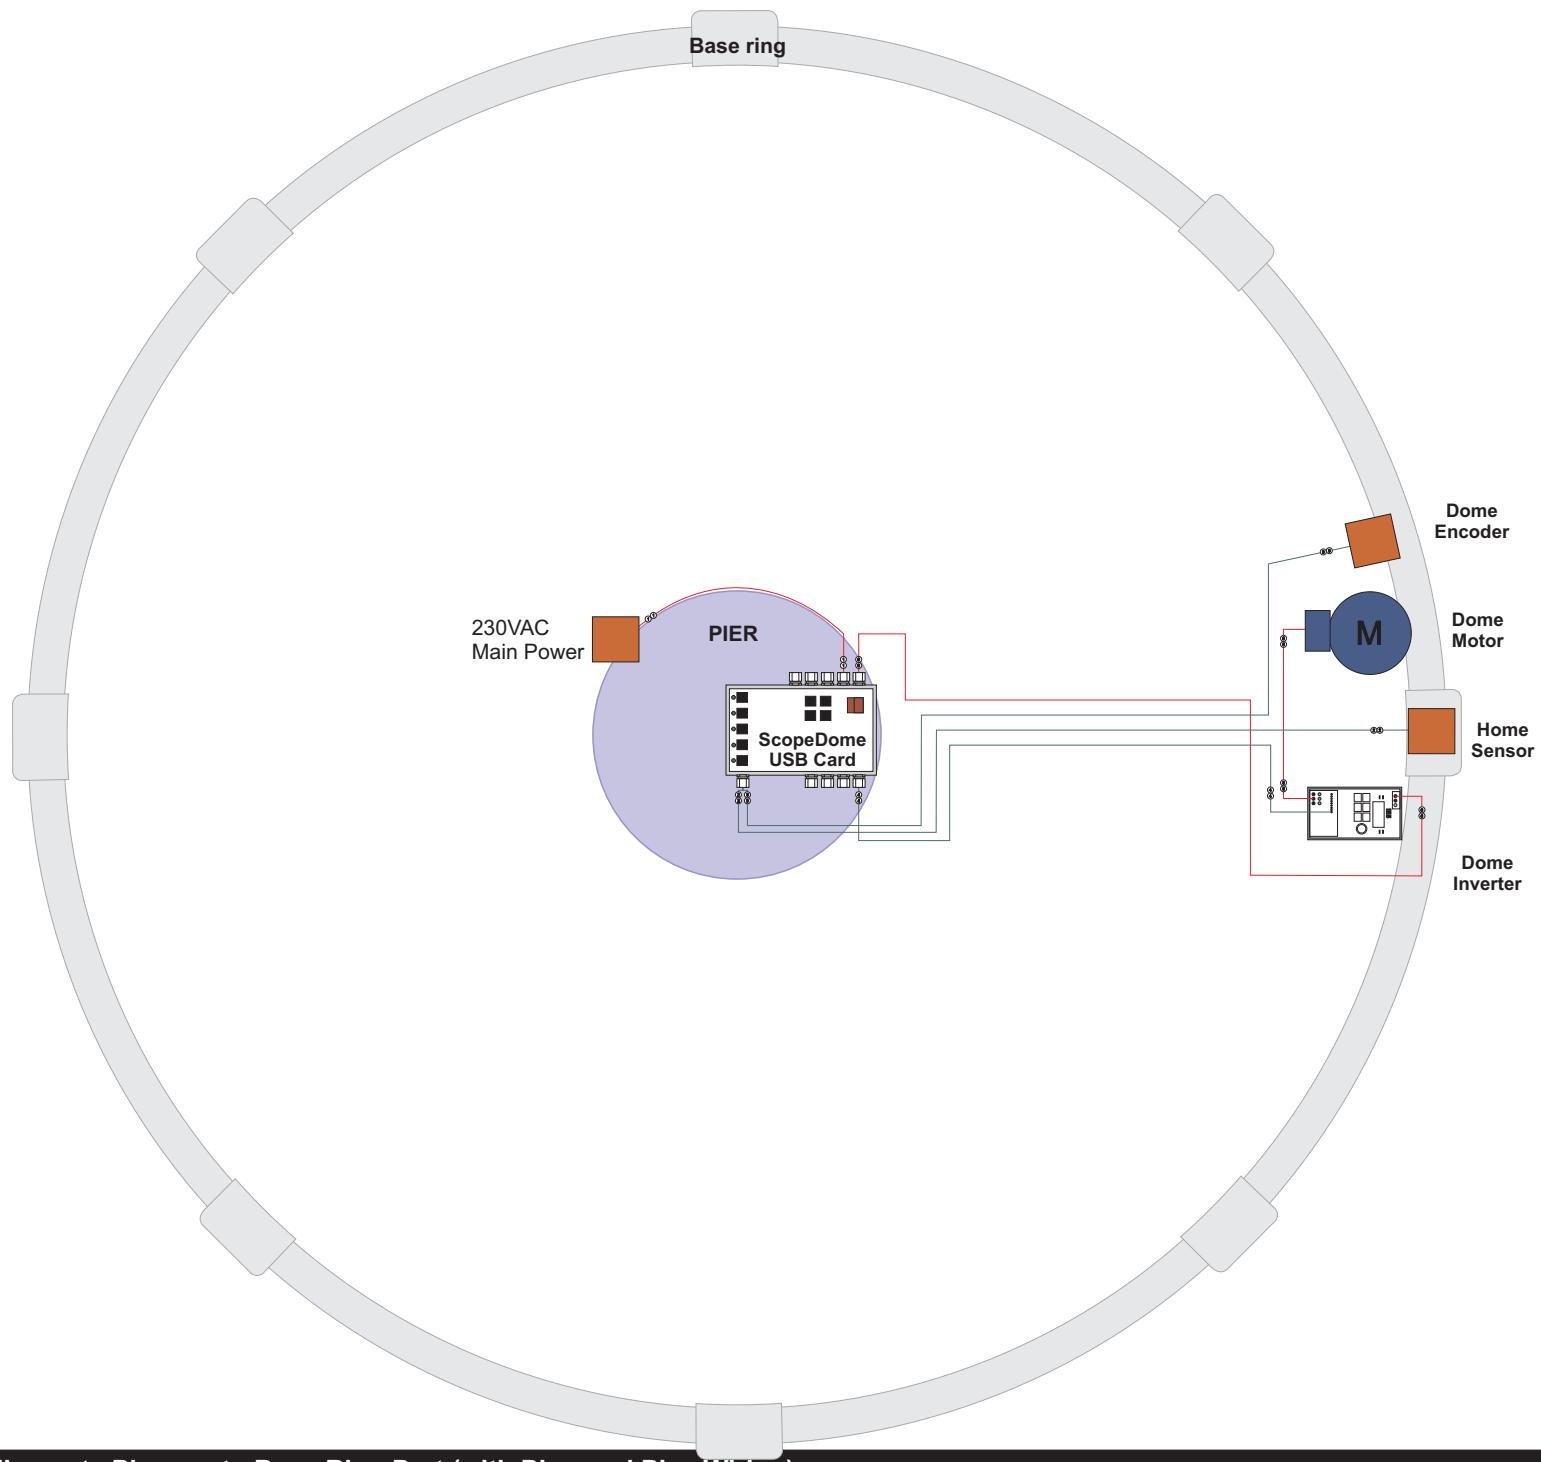 Base ring
Dome
Encoder
230VAC
Main Power
PIER
M
Dome
Motor
ScopeDome
USB Card
Home
Sensor
Dome
Inverter